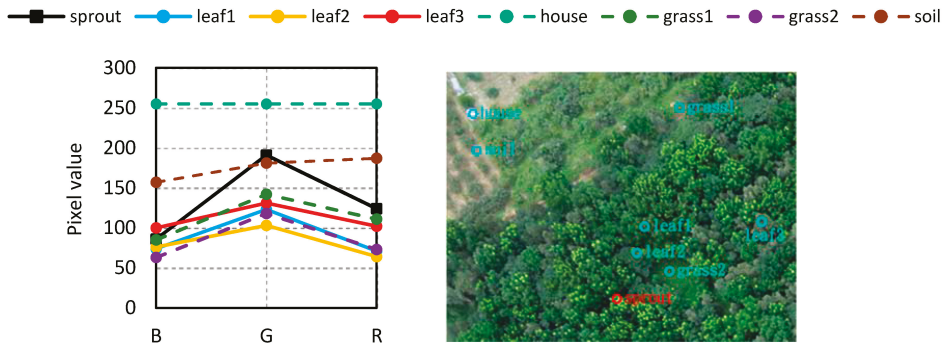 sprout leaf1 leaf2 leaf3 house grass1 grass2 soil
300
250
200
150
100
50
0
Pixel value
B G R
house
grass1
soil
leaf1
leaf3
leaf2
grass2
sprout